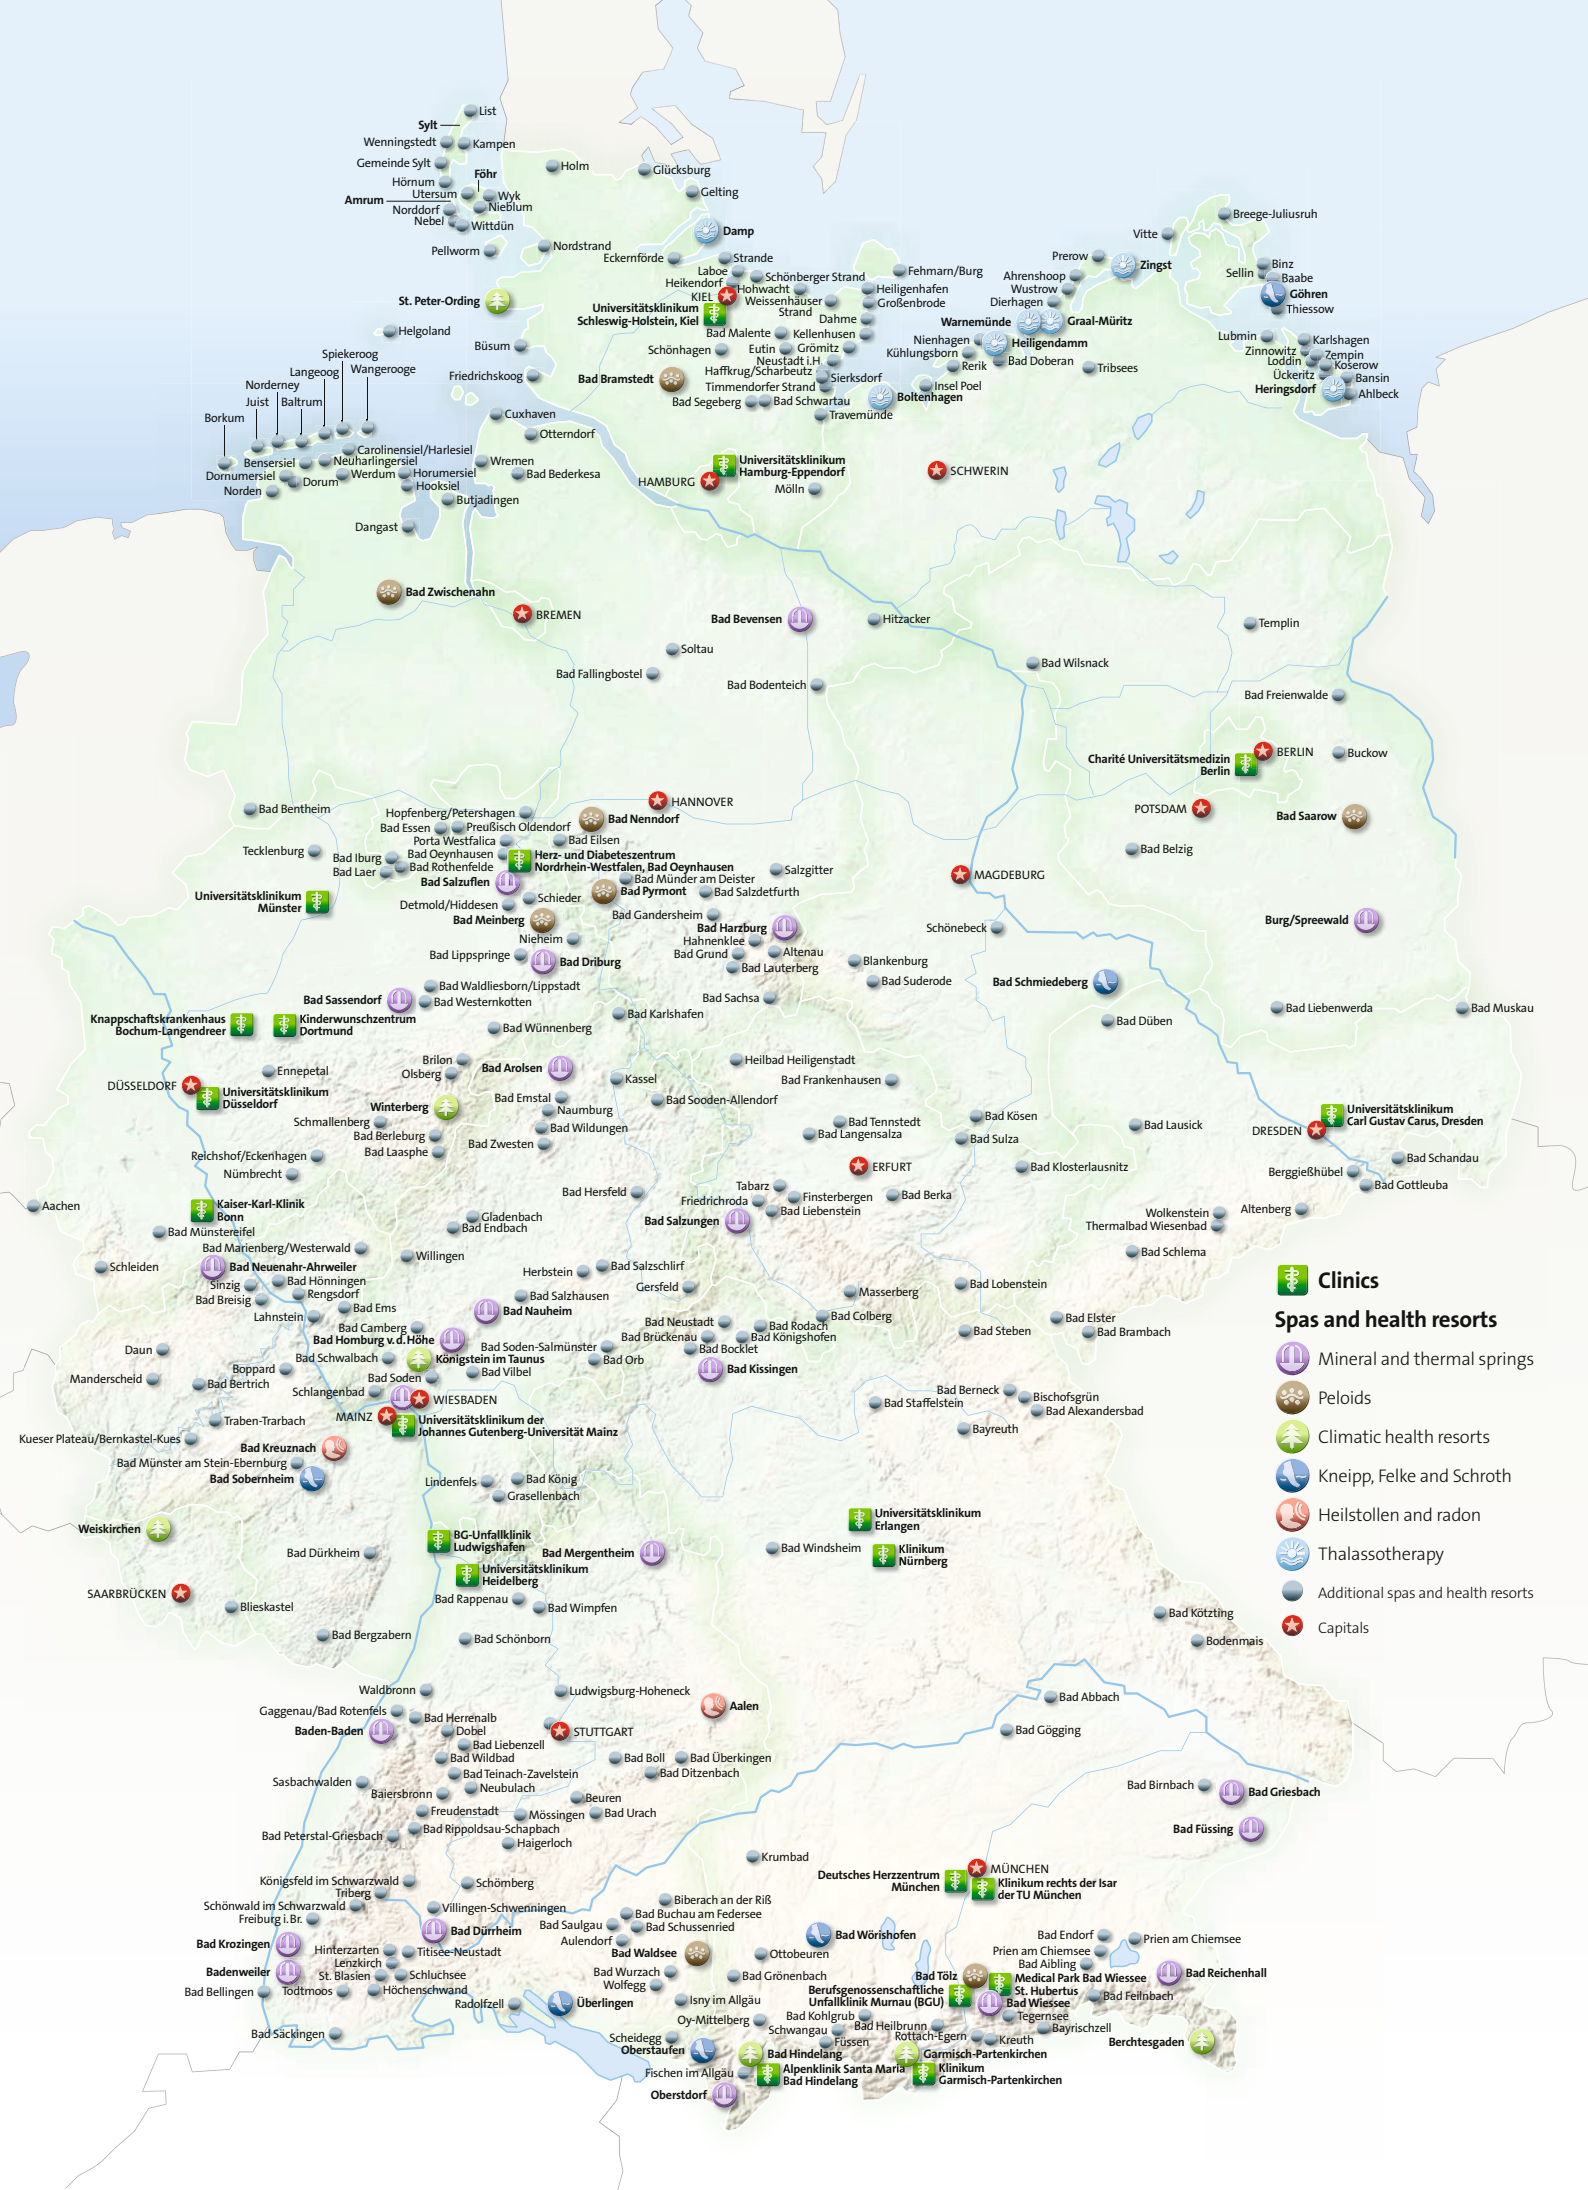 List
Sylt
Wenningstedt
Kampen
Gemeinde Sylt
Holm
Glücksburg
Föhr
Hörnum
Utersum
Wyk
Gelting
Amrum
Norddorf
Nieblum
Nebel
Wittdün
Breege-Juliusruh
Damp
Vitte
Pellworm
Nordstrand
Eckernförde
Strande
Prerow
Zingst
Binz
Sellin
Baabe
Laboe
Schönberger Strand
Fehmarn/Burg
Ahrenshoop
Heikendorf
Hohwacht
Heiligenhafen
Wustrow
Göhren
KIEL
St. Peter-Ording
Weissenhäuser
Strand
Großenbrode
Dierhagen
Thiessow
Universitätsklinikum
Schleswig-Holstein, Kiel
Dahme
Warnemünde
Graal-Müritz
Helgoland
Bad Malente
Kellenhusen
Nienhagen
Heiligendamm
Lubmin
Karlshagen
Büsum
Schönhagen
Eutin
Grömitz
Kühlungsborn
Zinnowitz
Zempin
Spiekeroog
Neustadt i.H.
Bad Doberan
Loddin
Koserow
Langeoog
Wangerooge
Friedrichskoog
Haffkrug/Scharbeutz
Sierksdorf
Rerik
Tribsees
Ückeritz
Bansin
Norderney
Bad Bramstedt
Timmendorfer Strand
Insel Poel
Heringsdorf
Ahlbeck
Juist
Baltrum
Bad Segeberg
Bad Schwartau
Boltenhagen
Borkum
Cuxhaven
Travemünde
Otterndorf
Carolinensiel/Harlesiel
Bensersiel
Neuharlingersiel
Wremen
Universitätsklinikum
Hamburg-Eppendorf
SCHWERIN
Dornumersiel
Werdum
Horumersiel
Bad Bederkesa
HAMBURG
Dorum
Hooksiel
Mölln
Norden
Butjadingen
Dangast
Bad Zwischenahn
BREMEN
Bad Bevensen
Hitzacker
Templin
Soltau
Bad Wilsnack
Bad Fallingbostel
Bad Bodenteich
Bad Freienwalde
Charité Universitätsmedizin
Berlin
BERLIN
Buckow
HANNOVER
Bad Bentheim
Hopfenberg/Petershagen
Bad Nenndorf
POTSDAM
Bad Saarow
Bad Essen
Preußisch Oldendorf
Porta Westfalica
Bad Eilsen
Tecklenburg
Bad Iburg
Bad Oeynhausen
Herz- und Diabeteszentrum
Nordrhein-Westfalen, Bad Oeynhausen
Bad Belzig
Bad Laer
Bad Rothenfelde
Salzgitter
Bad Salzuflen
Bad Münder am Deister
MAGDEBURG
Bad Pyrmont
Bad Salzdetfurth
Universitätsklinikum
Münster
Detmold/Hiddesen
Schieder
Bad Meinberg
Bad Gandersheim
Burg/Spreewald
Bad Harzburg
Schönebeck
Nieheim
Hahnenklee
Bad Lippspringe
Bad Driburg
Bad Grund
Altenau
Bad Lauterberg
Blankenburg
Bad Suderode
Bad Schmiedeberg
Bad Waldliesborn/Lippstadt
Bad Sassendorf
Bad Westernkotten
Bad Sachsa
Bad Liebenwerda
Bad Muskau
Knappschaftskrankenhaus
Bochum-Langendreer
Kinderwunschzentrum
Dortmund
Bad Karlshafen
Bad Düben
Bad Wünnenberg
Ennepetal
Brilon
Olsberg
Bad Arolsen
Kassel
Heilbad Heiligenstadt
Bad Frankenhausen
DÜSSELDORF
Universitätsklinikum
Düsseldorf
Winterberg
Bad Emstal
Naumburg
Bad Sooden-Allendorf
Schmallenberg
Bad Wildungen
Bad Tennstedt
Bad Kösen
Bad Lausick
Universitätsklinikum
Carl Gustav Carus, Dresden
Bad Berleburg
Bad Langensalza
Bad Sulza
DRESDEN
Bad Zwesten
Bad Laasphe
Reichshof/Eckenhagen
Nümbrecht
ERFURT
Bad Klosterlausnitz
Bad Schandau
Berggießhübel
Bad Gottleuba
Aachen
Kaiser-Karl-Klinik
Bonn
Bad Hersfeld
Tabarz
Friedrichroda
Finsterbergen
Bad Berka
Bad Liebenstein
Altenberg
Wolkenstein
Thermalbad Wiesenbad
Bad Münstereifel
Gladenbach
Bad Endbach
Bad Salzungen
Bad Marienberg/Westerwald
Willingen
Bad Schlema
Schleiden
Bad Neuenahr-Ahrweiler
Herbstein
Bad Salzschlirf
Sinzig
Bad Hönningen
Gersfeld
Masserberg
Bad Lobenstein
Clinics
Bad Breisig
Rengsdorf
Bad Salzhausen
Lahnstein
Bad Ems
Bad Nauheim
Bad Colberg
Spas and health resorts
Bad Camberg
Bad Neustadt
Bad Rodach
Bad Elster
Bad Homburg v. d. Höhe
Bad Brückenau
Bad Königshofen
Bad Steben
Bad Brambach
Daun
Bad Soden-Salmünster
Bad Bocklet
Bad Schwalbach
Königstein im Taunus
Bad Orb
Mineral and thermal springs
Manderscheid
Boppard
Bad Soden
Bad Vilbel
Bad Kissingen
Bad Bertrich
Schlangenbad
WIESBADEN
Bad Berneck
Bischofsgrün
Peloids
Bad Staffelstein
Bad Alexandersbad
Traben-Trarbach
MAINZ
Universitätsklinikum der
Johannes Gutenberg-Universität Mainz
Bayreuth
Climatic health resorts
Kueser Plateau/Bernkastel-Kues
Bad Kreuznach
Bad Münster am Stein-Ebernburg
Bad Sobernheim
Kneipp, Felke and Schroth
Lindenfels
Bad König
Grasellenbach
Heilstollen and radon
Weiskirchen
Universitätsklinikum
Erlangen
BG-Unfallklinik
Ludwigshafen
Bad Dürkheim
Bad Mergentheim
Bad Windsheim
Klinikum
Nürnberg
Thalassotherapy
Universitätsklinikum
Heidelberg
SAARBRÜCKEN
Bad Rappenau
Additional spas and health resorts
Blieskastel
Bad Wimpfen
Bad Kötzting
Capitals
Bad Bergzabern
Bad Schönborn
Bodenmais
Waldbronn
Ludwigsburg-Hoheneck
Bad Abbach
Gaggenau/Bad Rotenfels
Aalen
Bad Herrenalb
Baden-Baden
Dobel
STUTTGART
Bad Gögging
Bad Liebenzell
Bad Wildbad
Bad Boll
Bad Überkingen
Bad Teinach-Zavelstein
Bad Ditzenbach
Sasbachwalden
Neubulach
Bad Birnbach
Bad Griesbach
Baiersbronn
Beuren
Freudenstadt
Mössingen
Bad Urach
Bad Füssing
Bad Peterstal-Griesbach
Bad Rippoldsau-Schapbach
Haigerloch
Krumbad
Deutsches Herzzentrum
München
MÜNCHEN
Klinikum rechts der Isar
der TU München
Königsfeld im Schwarzwald
Triberg
Schömberg
Schönwald im Schwarzwald
Villingen-Schwenningen
Biberach an der Riß
Freiburg i. Br.
Bad Buchau am Federsee
Bad Saulgau
Bad Schussenried
Bad Dürrheim
Aulendorf
Bad Wörishofen
Bad Endorf
Prien am Chiemsee
Bad Krozingen
Hinterzarten
Titisee-Neustadt
Bad Waldsee
Ottobeuren
Prien am Chiemsee
Lenzkirch
Bad Aibling
Badenweiler
St. Blasien
Schluchsee
Bad Wurzach
Bad Grönenbach
Bad Tölz
Medical Park Bad Wiessee
St. Hubertus
Bad Reichenhall
Bad Bellingen
Todtmoos
Höchenschwand
Wolfegg
Berufsgenossenschaftliche
Unfallklinik Murnau (BGU)
Bad Feilnbach
Radolfzell
Überlingen
Isny im Allgäu
Bad Wiessee
Tegernsee
Bad Säckingen
Oy-Mittelberg
Bad Kohlgrub
Bad Heilbrunn
Bayrischzell
Scheidegg
Schwangau
Rottach-Egern
Kreuth
Oberstaufen
Füssen
Berchtesgaden
Bad Hindelang
Garmisch-Partenkirchen
Fischen im Allgäu
Alpenklinik Santa Maria
Bad Hindelang
Klinikum
Garmisch-Partenkirchen
Oberstdorf